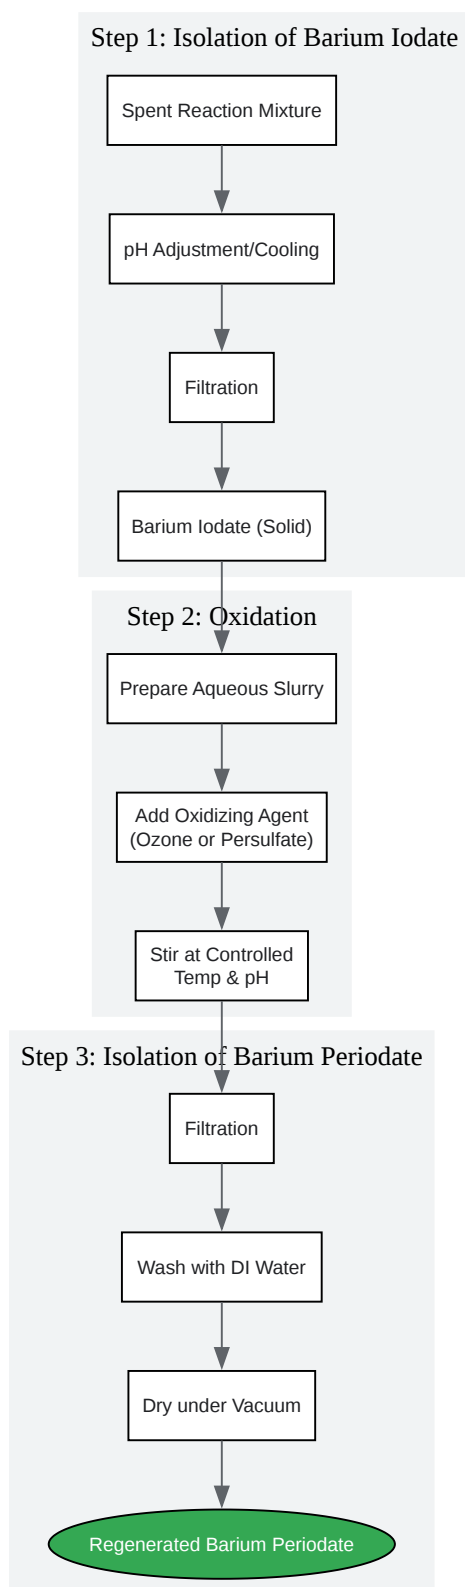 Step 1: Isolation of Barium Iodate
Spent Reaction Mixture
pH Adjustment/Cooling
Filtration
Barium Iodate (Solid)
Step 2: Oxidation
Prepare Aqueous Slurry
Add Oxidizing Agent
(Ozone or Persulfate)
Stir at Controlled
Temp & pH
Step 3: Isolation of Barium Periodate
Filtration
Wash with DI Water
Dry under Vacuum
Regenerated Barium Periodate